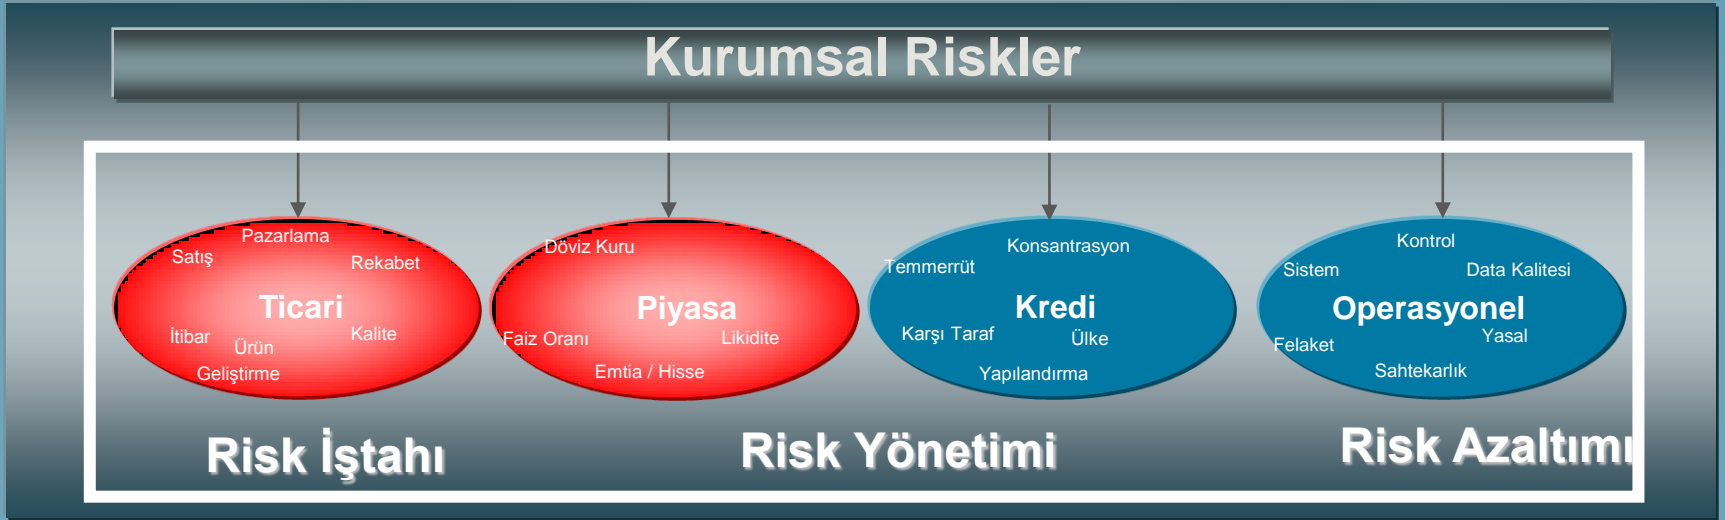 Kurumsal Riskler
Pazarlama
Satış
Rekabet
Ticari
İtibar
Kalite
Ürün
Geliştirme
Döviz Kuru
Piyasa
Faiz Oranı
Likidite
Emtia / Hisse
Konsantrasyon
Temmerrüt
Kredi
Karşı Taraf
Ülke
Yapılandırma
Kontrol
Sistem
Data Kalitesi
Operasyonel
Yasal
Felaket
Sahtekarlık
Risk İştahı
Risk Yönetimi
Risk Azaltımı